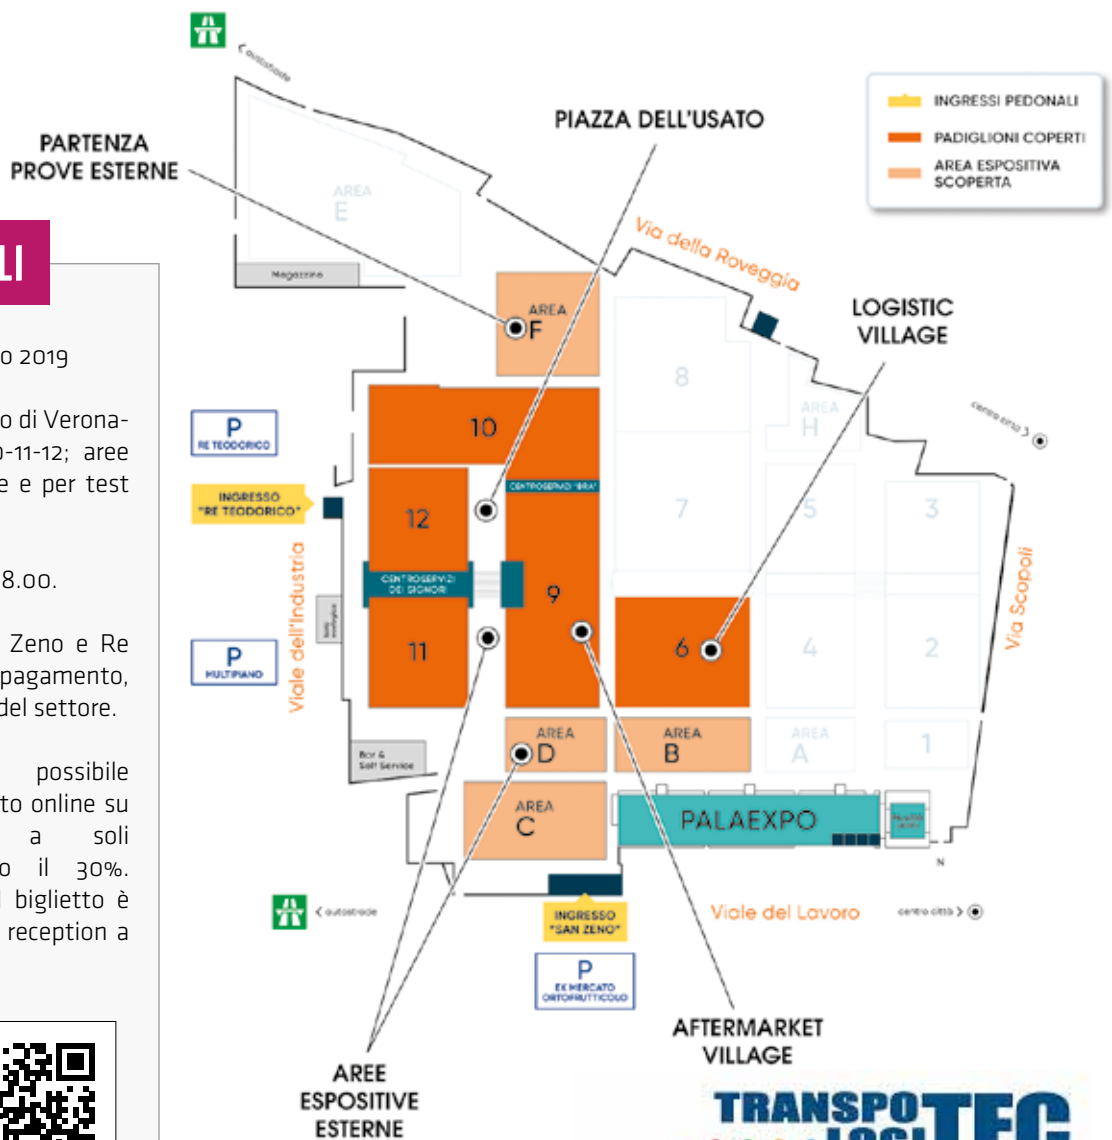 autostrade
INGRESSI PEDONALI
PADIGLIONI COPERTI
AREA ESPOSITIVA
SCOPERTA
PIAZZA DELL'USATO
PARTENZA
PROVE ESTERNE
AREA
E
Via della Roveggia
LI
Magazzino
AREA
F
LOGISTIC
VILLAGE
o 2019
8
AREA
H
centro città
o di Verona-
0-11-12; aree
e e per test
P
RE TEODORICO
10
INGRESSO
"RE TEODORICO"
CENTROSERVIZI "BRA"
12
7
5
3
8.00.
Viale dell'Industria
CENTROSERVIZI
DEI SIGNORI
9
Via Scopoli
Zeno e Re
pagamento,
del settore.
P
MULTIPIANO
11
6
4
2
Bar &
Self Service
AREA
D
AREA
B
AREA
A
1
possibile
to online su
a soli
o il 30%.
l biglietto è
reception a
AREA
C
PALAEXPO
N
autostrade
INGRESSO
"SAN ZENO"
Viale del Lavoro
centro città
P
EX MERCATO
ORTOFRUTTICOLO
AFTERMARKET
VILLAGE
AREE
ESPOSITIVE
ESTERNE
TRANSPOTEC
LOGITEC